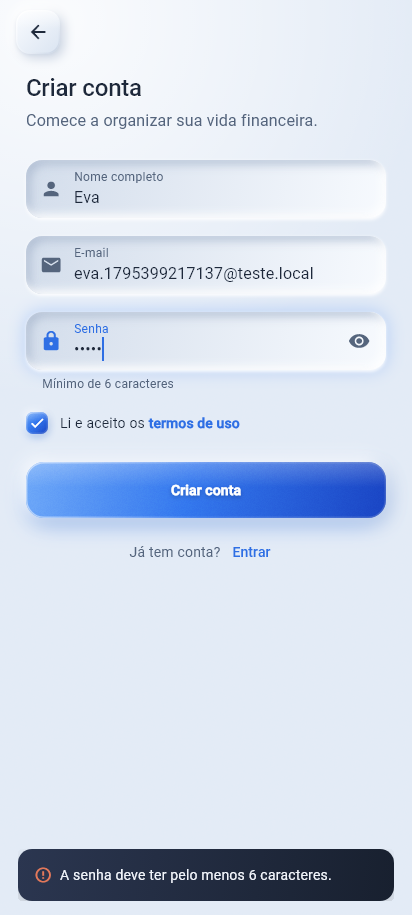 Criar conta
Comece a organizar sua vida financeira.
Nome completo
Eva
E-mail
eva.1795399217137@teste.local
Senha
•••••
Mínimo de 6 caracteres
Li e aceito os termos de uso
Criar conta
Já tem conta? Entrar
A senha deve ter pelo menos 6 caracteres.